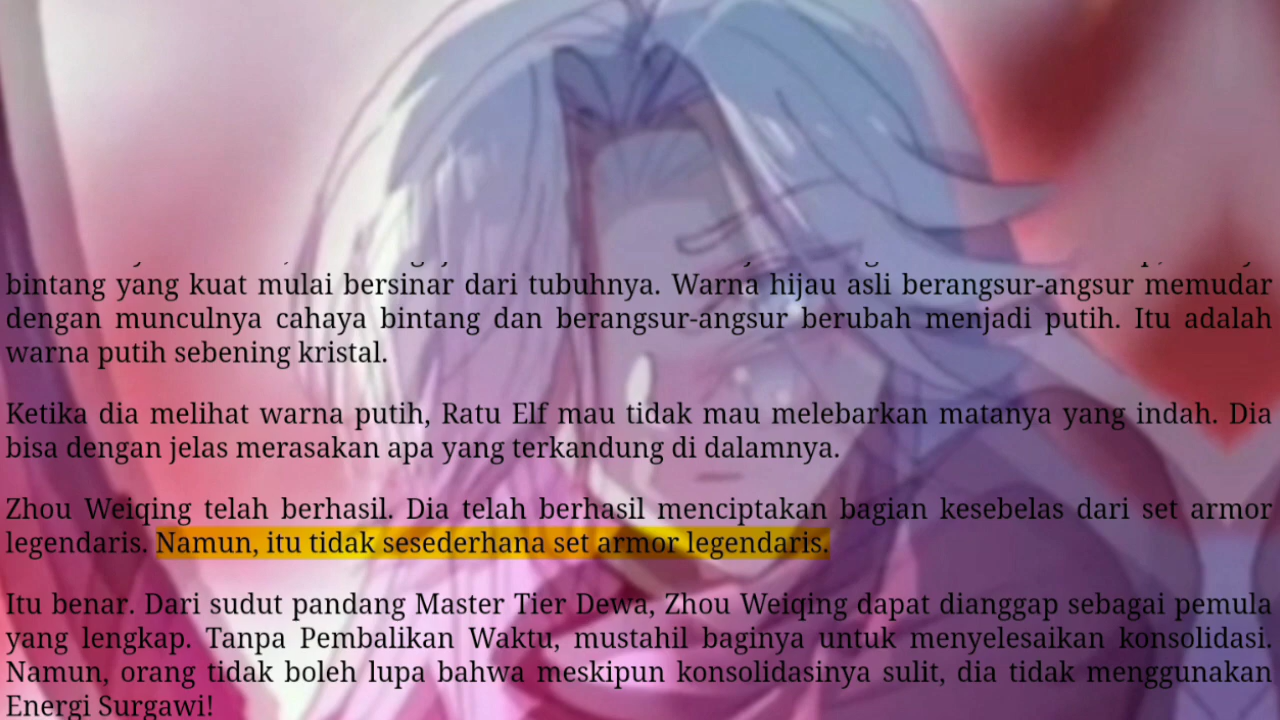 bintang yang kuat mulai bersinar dari tubuhnya. Warna hijau asli berangsur-angsur memudar
dengan munculnya cahaya bintang dan berangsur-angsur berubah menjadi putih. Itu adalah
warna putih sebening kristal.
Ketika dia melihat warna putih, Ratu Elf mau tidak mau melebarkan matanya yang indah. Dia
bisa dengan jelas merasakan apa yang terkandung di dalamnya.
Zhou Weiqing telah berhasil. Dia telah berhasil menciptakan bagian kesebelas dari set armor
legendaris. Namun, itu tidak sesederhana set armor legendaris.
Itu benar. Dari sudut pandang Master Tier Dewa, Zhou Weiqing dapat dianggap sebagai pemula
yang lengkap. Tanpa Pembalikan Waktu, mustahil baginya untuk menyelesaikan konsolidasi.
Namun, orang tidak boleh lupa bahwa meskipun konsolidasinya sulit, dia tidak menggunakan
Energi Surgawi!